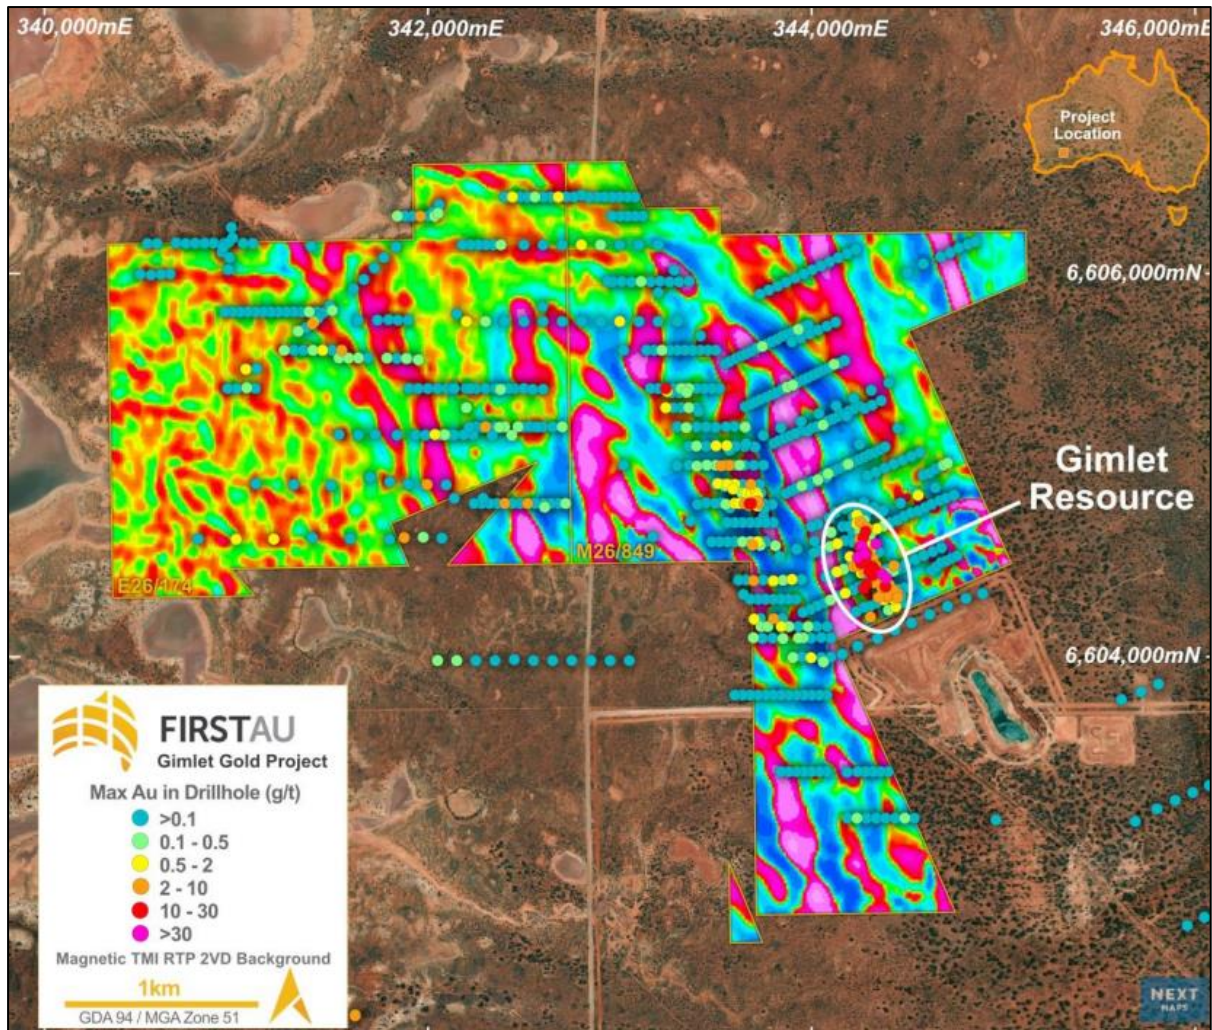 340,000mE
342,000mE
344,000mE
346,000mE
Project
Location
6,606,000mN
Gimlet
Resource
M26/849
E26/174
6,604,000mN
FIRSTAU
Gimlet Gold Project
Max Au in Drillhole (g/t)
>0.1
0.1 - 0.5
0.5 - 2
2 - 10
10 - 30
>30
Magnetic TMI RTP 2VD Background
1km
GDA 94 / MGA Zone 51
NEXT
MAPS